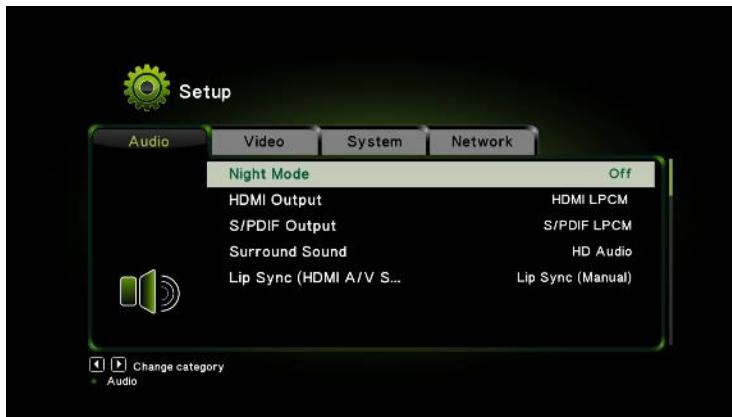 Setup
Audio Video System Network
Night Mode Off
HDMI Output HDMI LPCM
S/PDIF Output S/PDIF LPCM
Surround Sound HD Audio
Lip Sync (HDMI A/V S... Lip Sync (Manual)
Change category
Audio